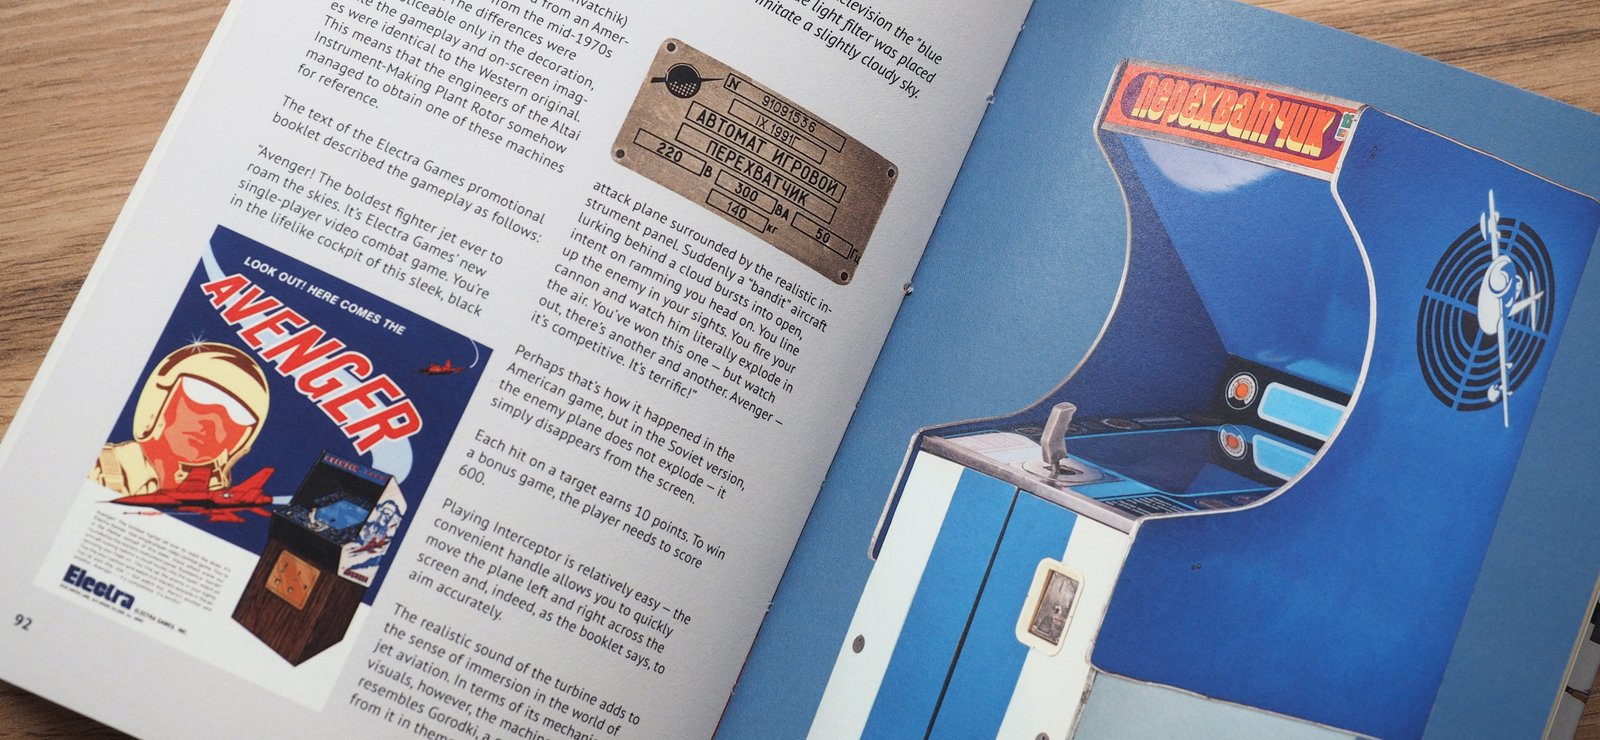 from an Amer-
from the mid-1970s
The differences were
noticeable only in the decoration,
the gameplay and on-screen imag-
es were identical to the Western original.
This means that the engineers of the Altai
Instrument-Making Plant Rotor somehow
managed to obtain one of these machines
for reference.
The text of the Electra Games promotional
booklet described the gameplay as follows:
"Avenger! The boldest fighter jet ever to
roam the skies. It's Electra Games' new
single-player video combat game. You're
in the lifelike cockpit of this sleek, black
LOOK OUT! HERE COMES THE
AVENGER
Electra
ELECTRA GAMES, INC.
92
television the "blue
light filter was placed
imitate a slightly cloudy sky.
N 91091536
IX.1991Г
АВТОМАТ ИГРОВОЙ
ПЕРЕХВАТЧИК
220 В 300 ВА 50 Гц
140 кг
attack plane surrounded by the realistic in-
strument panel. Suddenly a "bandit" aircraft
lurking behind a cloud bursts into open,
intent on ramming you head on. You line
up the enemy in your sights. You fire your
cannon and watch him literally explode in
the air. You've won this one – but watch
out, there's another and another. Avenger –
it's competitive. It's terrific!"
Perhaps that's how it happened in the
American game, but in the Soviet version,
the enemy plane does not explode – it
simply disappears from the screen.
Each hit on a target earns 10 points. To win
a bonus game, the player needs to score
600.
Playing Interceptor is relatively easy – the
convenient handle allows you to quickly
move the plane left and right across the
screen and, indeed, as the booklet says, to
aim accurately.
The realistic sound of the turbine adds to
the sense of immersion in the world of
jet aviation. In terms of its mechanics
visuals, however, the machine
resembles Gorodki, a
from it in
перехватчик